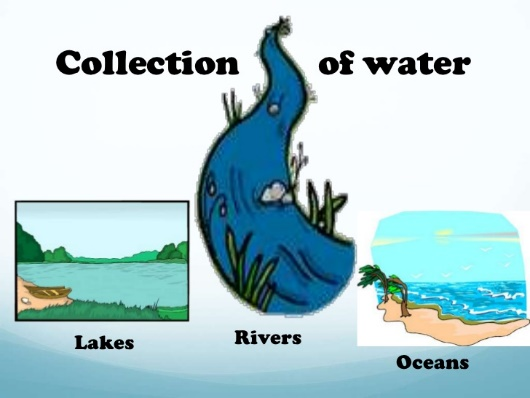 Collection of water
Lakes
Rivers
Oceans